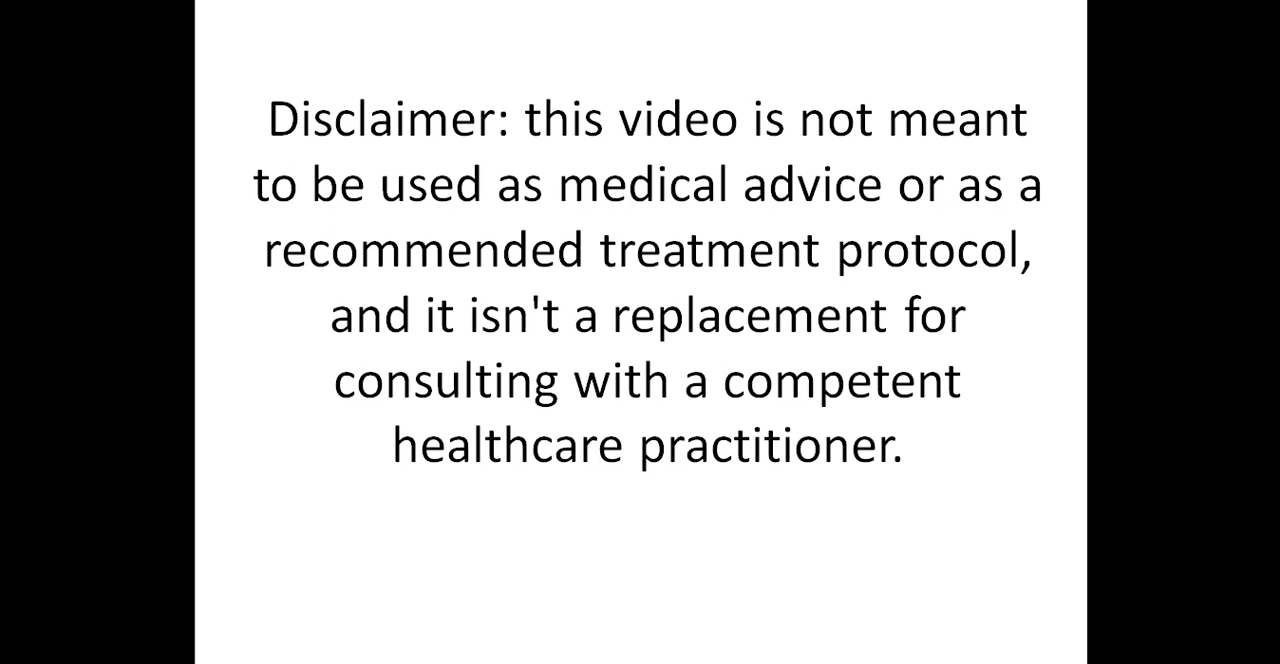 Disclaimer: this video is not meant
to be used as medical advice or as a
recommended treatment protocol,
and it isn't a replacement for
consulting with a competent
healthcare practitioner.